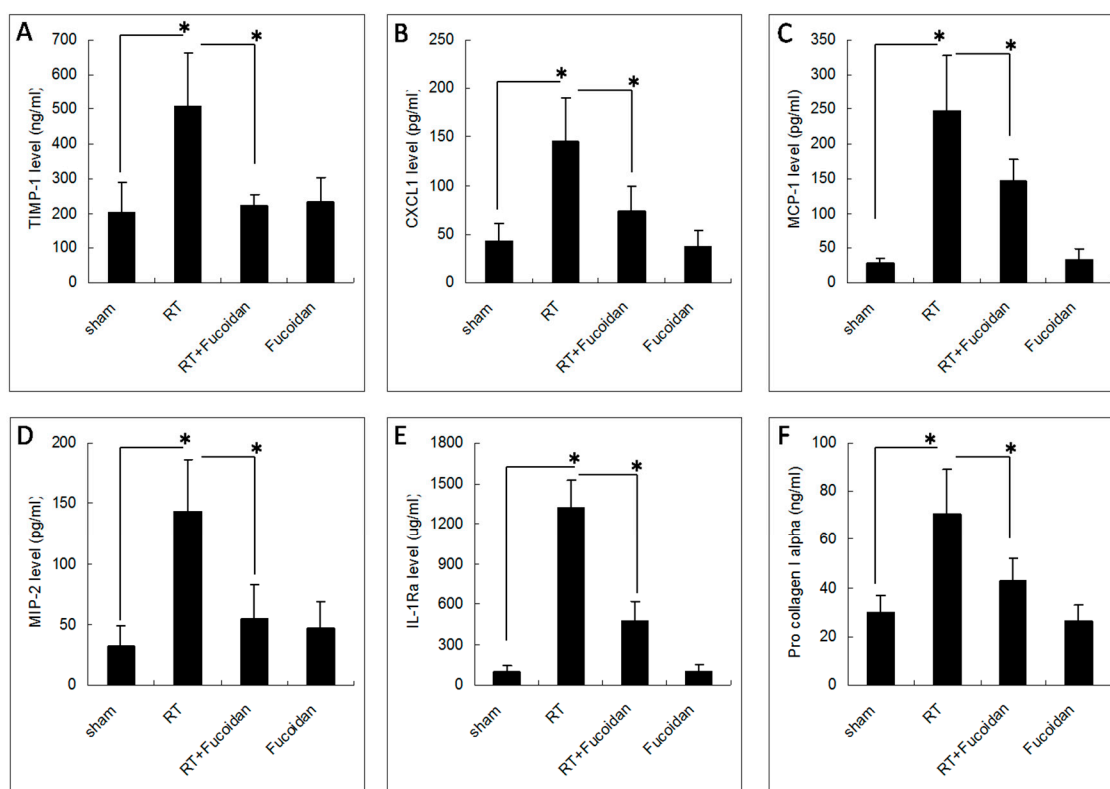 A
TIMP-1 level (ng/ml)
700
600
500
400
300
200
100
0
*
*
sham
RT
RT+Fucoidan
Fucoidan
B
CXCL1 level (pg/ml)
250
200
150
100
50
0
*
*
sham
RT
RT+Fucoidan
Fucoidan
C
MCP-1 level (pg/ml)
350
300
250
200
150
100
50
0
*
*
sham
RT
RT+Fucoidan
Fucoidan
D
MIP-2 level (pg/ml)
200
150
100
50
0
*
*
sham
RT
RT+Fucoidan
Fucoidan
E
IL-1Ra level (ug/ml)
1800
1500
1200
900
600
300
0
*
*
sham
RT
RT+Fucoidan
Fucoidan
F
Pro collagen I alpha (ng/ml)
100
80
60
40
20
0
*
*
sham
RT
RT+Fucoidan
Fucoidan